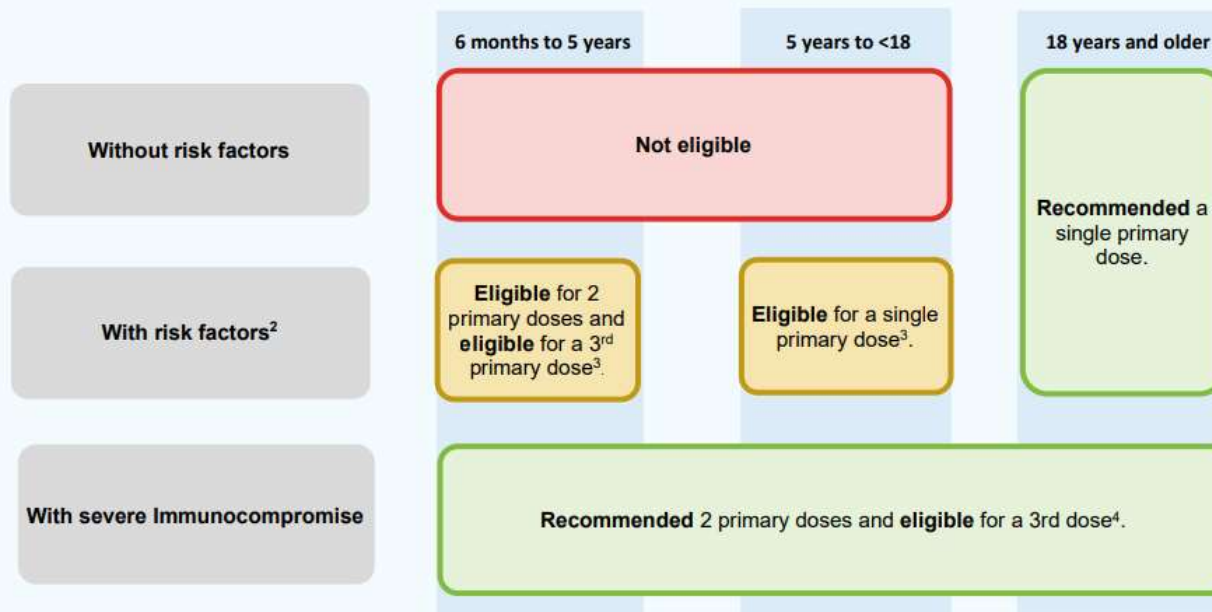 6 months to 5 years
5 years to <18
18 years and older
Without risk factors
Not eligible
Recommended a
single primary
dose.
With risk factors²
Eligible for 2
primary doses and
eligible for a 3ʳᵈ
primary dose³.
Eligible for a single
primary dose³.
With severe Immunocompromise
Recommended 2 primary doses and eligible for a 3rd dose⁴.